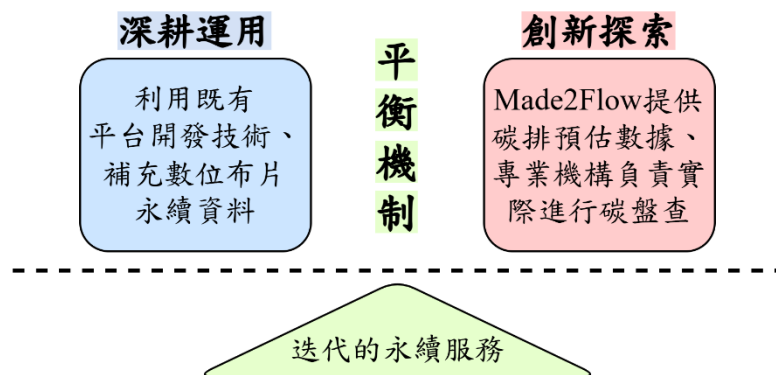 深耕運用
利用既有
平台開發技術、
補充數位布片
永續資料
平
衡
機
制
創新探索
Made2Flow提供
碳排預估數據、
專業機構負責實
際進行碳盤查
迭代的永續服務